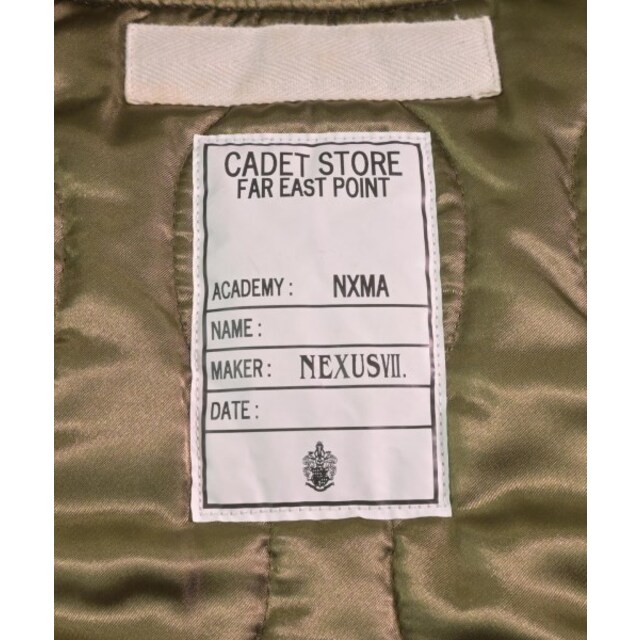 CADET STORE
FAR EAST POINT
ACADEMY: NXMA
NAME:
MAKER: NEXUSVII.
DATE: